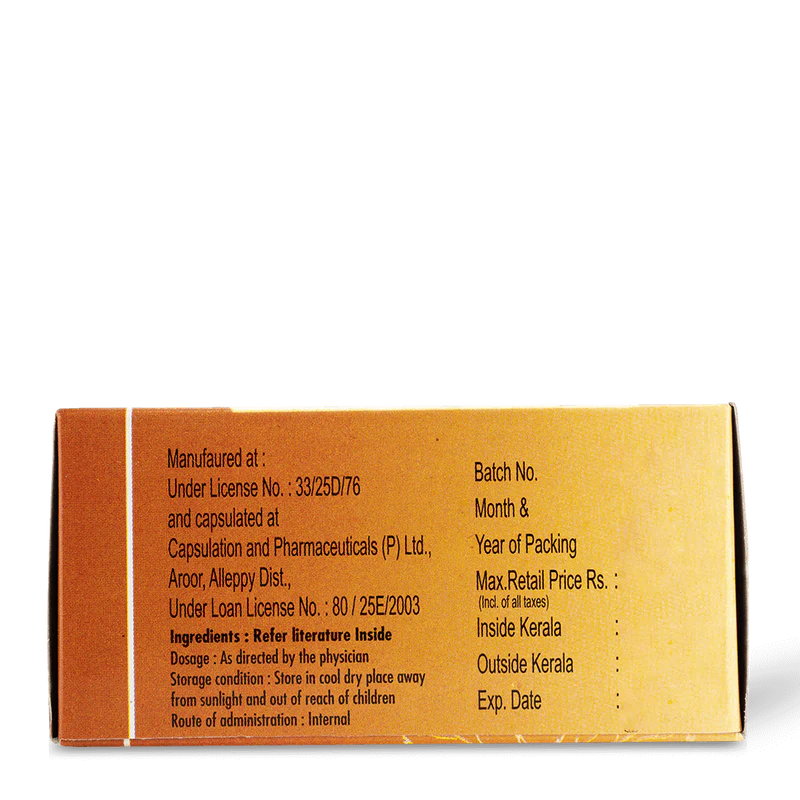 Manufaured at :
Under License No. : 33/25D/76
and capsulated at
Capsulation and Pharmaceuticals (P) Ltd.,
Aroor, Alleppy Dist.,
Under Loan License No. : 80 / 25E/2003
Ingredients : Refer literature Inside
Dosage : As directed by the physician
Storage condition : Store in cool dry place away
from sunlight and out of reach of children
Route of administration : Internal
Batch No.
Month &
Year of Packing
Max.Retail Price Rs. :
(Incl. of all taxes)
Inside Kerala :
Outside Kerala :
Exp. Date :